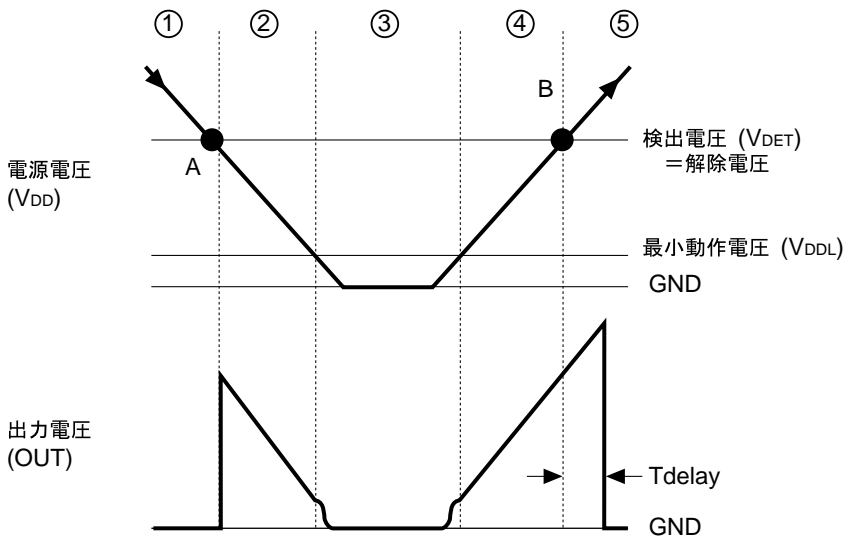 ① ② ③ ④ ⑤
B
A
検出電圧 (VDET)
＝解除電圧
電源電圧
(VDD)
最小動作電圧 (VDDL)
GND
出力電圧
(OUT)
Tdelay
GND